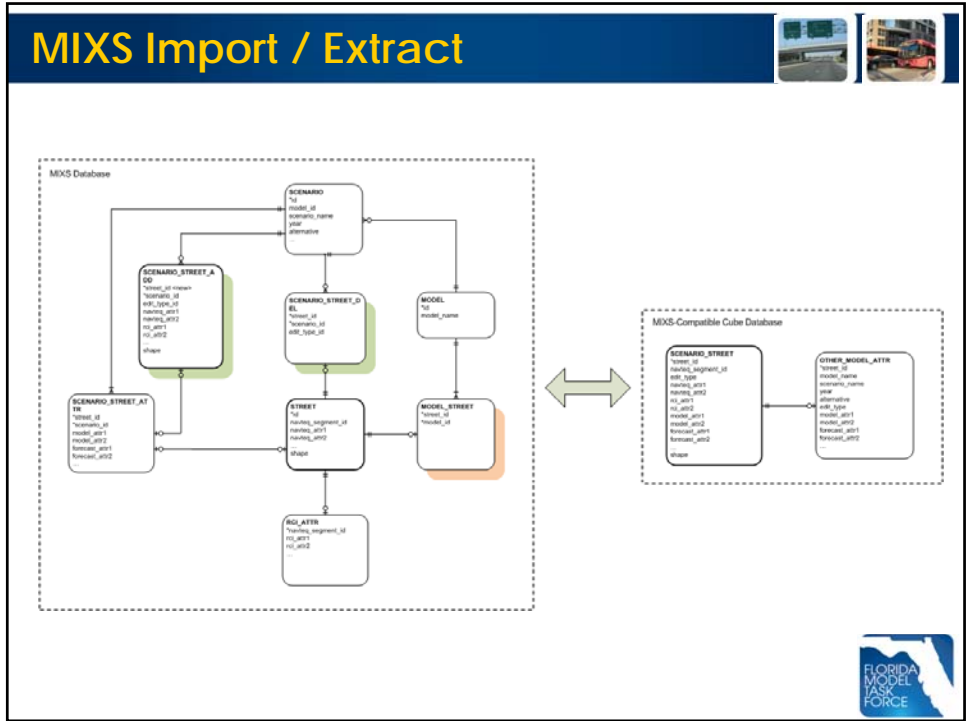 MIXS Import / Extract
MIXS Database
SCENARIO
*id
model_id
scenario_name
year
alternative
...
SCENARIO_STREET_A
DD
*street_id <new>
*scenario_id
edit_type_id
navteq_attr1
navteq_attr2
rci_attr1
rci_attr2
...
shape
SCENARIO_STREET_D
EL
*street_id
*scenario_id
edit_type_id
MODEL
*id
model_name
SCENARIO_STREET_AT
TR
*street_id
*scenario_id
model_attr1
model_attr2
forecast_attr1
forecast_attr2
...
STREET
*id
navteq_segment_id
navteq_attr1
navteq_attr2
...
shape
MODEL_STREET
*street_id
*model_id
RCI_ATTR
*navteq_segment_id
rci_attr1
rci_attr2
...
MIXS-Compatible Cube Database
SCENARIO_STREET
*street_id
navteq_segment_id
edit_type
navteq_attr1
navteq_attr2
rci_attr1
rci_attr2
model_attr1
model_attr2
forecast_attr1
forecast_attr2
...
shape
OTHER_MODEL_ATTR
*street_id
model_name
scenario_name
year
alternative
edit_type
model_attr1
model_attr2
forecast_attr1
forecast_attr2
...
FLORIDA
MODEL
TASK
FORCE